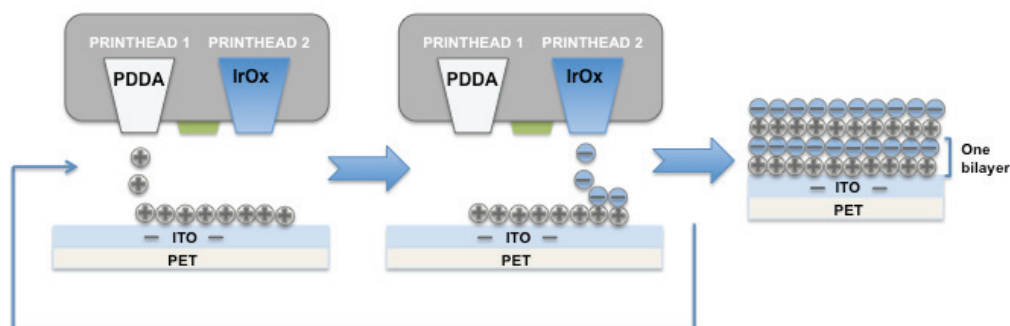 PRINTHEAD 1 PRINTHEAD 2
PDDA IrOx
ITO
PET
PRINTHEAD 1 PRINTHEAD 2
PDDA IrOx
ITO
PET
One
bilayer
ITO
PET